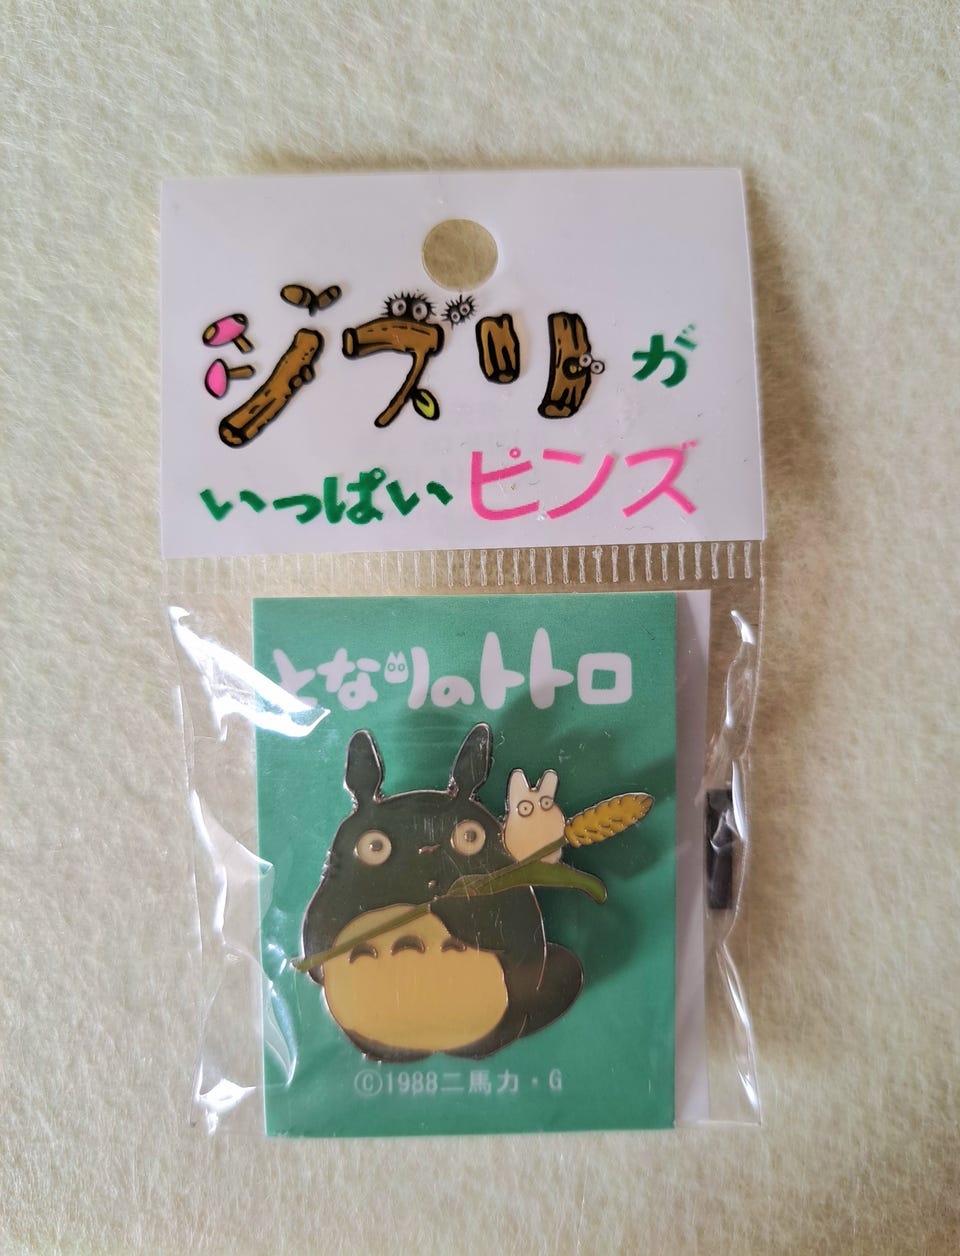 ジブリが
いっぱいピンズ
となりのトトロ
©1988二馬力・G